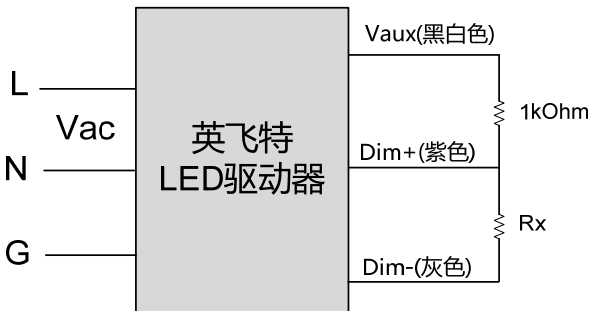 L
Vac
N
G
英飞特
LED驱动器
Vaux(黑白色)
1kOhm
Dim+(紫色)
Rx
Dim-(灰色)